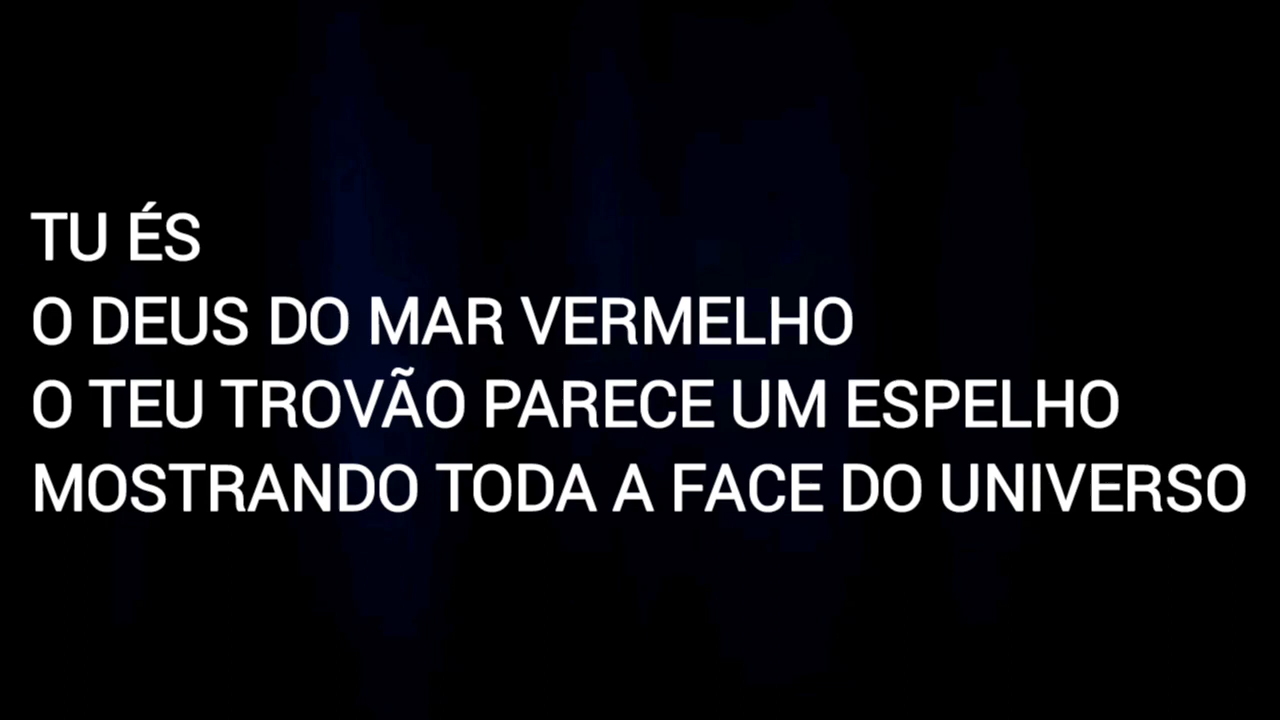 TU ÉS
O DEUS DO MAR VERMELHO
O TEU TROVÃO PARECE UM ESPELHO
MOSTRANDO TODA A FACE DO UNIVERSO